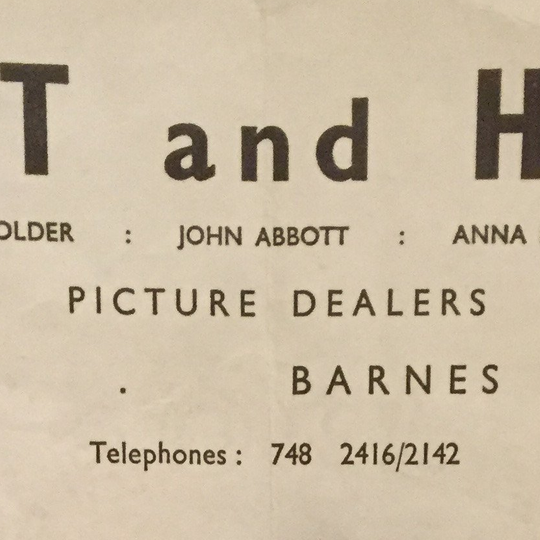 T and H
OLDER : JOHN ABBOTT : ANNA
PICTURE DEALERS
. BARNES
Telephones : 748 2416/2142